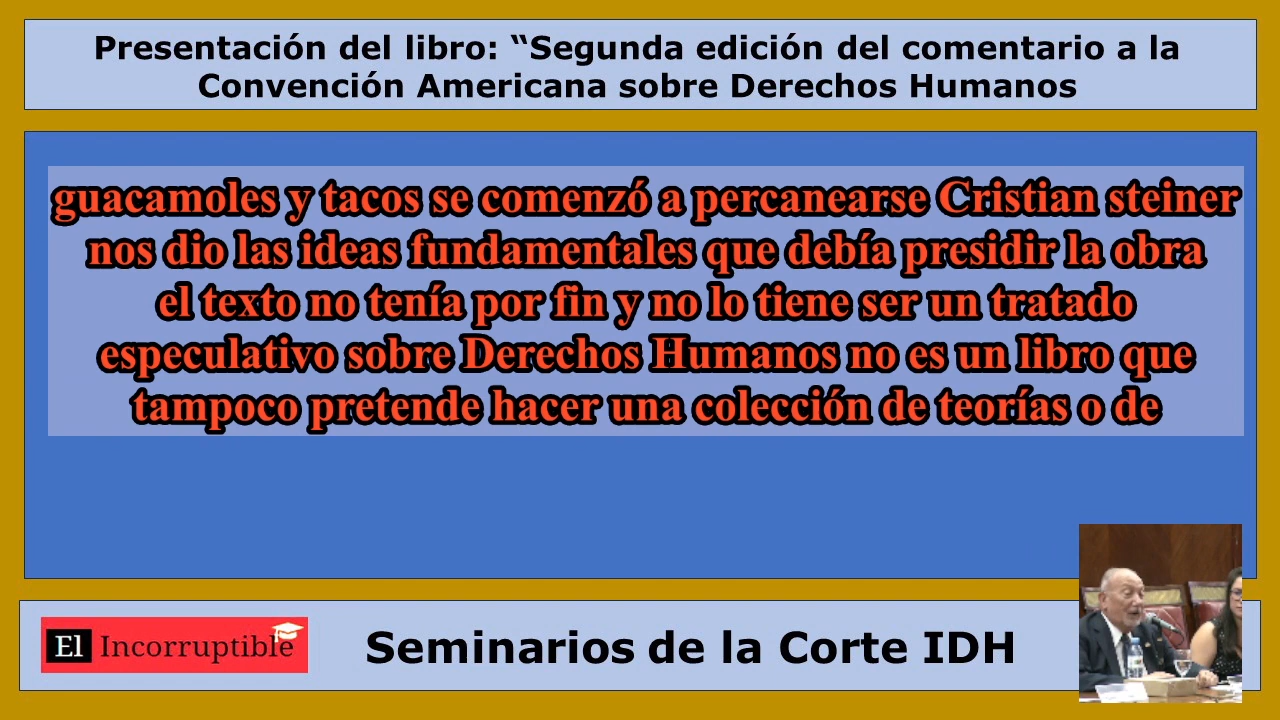 Presentación del libro: “Segunda edición del comentario a la
Convención Americana sobre Derechos Humanos
guacamoles y tacos se comenzó a percanearse Cristian steiner
nos dio las ideas fundamentales que debía presidir la obra
el texto no tenía por fin y no lo tiene ser un tratado
especulativo sobre Derechos Humanos no es un libro que
tampoco pretende hacer una colección de teorías o de
El Incorruptible
Seminarios de la Corte IDH